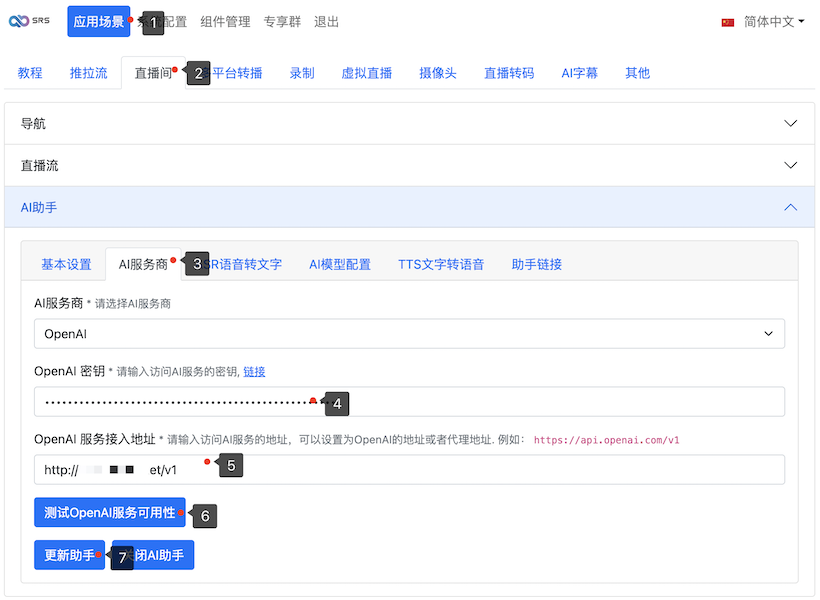 SRS 应用场景 1 统配置 组件管理 专享群 退出 简体中文
教程 推拉流 直播间 2 平台转播 录制 虚拟直播 摄像头 直播转码 AI字幕 其他
导航
直播流
AI助手
基本设置 AI服务商 3 SR语音转文字 AI模型配置 TTS文字转语音 助手链接
AI服务商 * 请选择AI服务商
OpenAI
OpenAI 密钥 * 请输入访问AI服务的密钥, 链接
4
OpenAI 服务接入地址 * 请输入访问AI服务的地址，可以设置为OpenAI的地址或者代理地址, 例如： https://api.openai.com/v1
http:// et/v1 5
测试OpenAI服务可用性 6
更新助手 7 闭AI助手